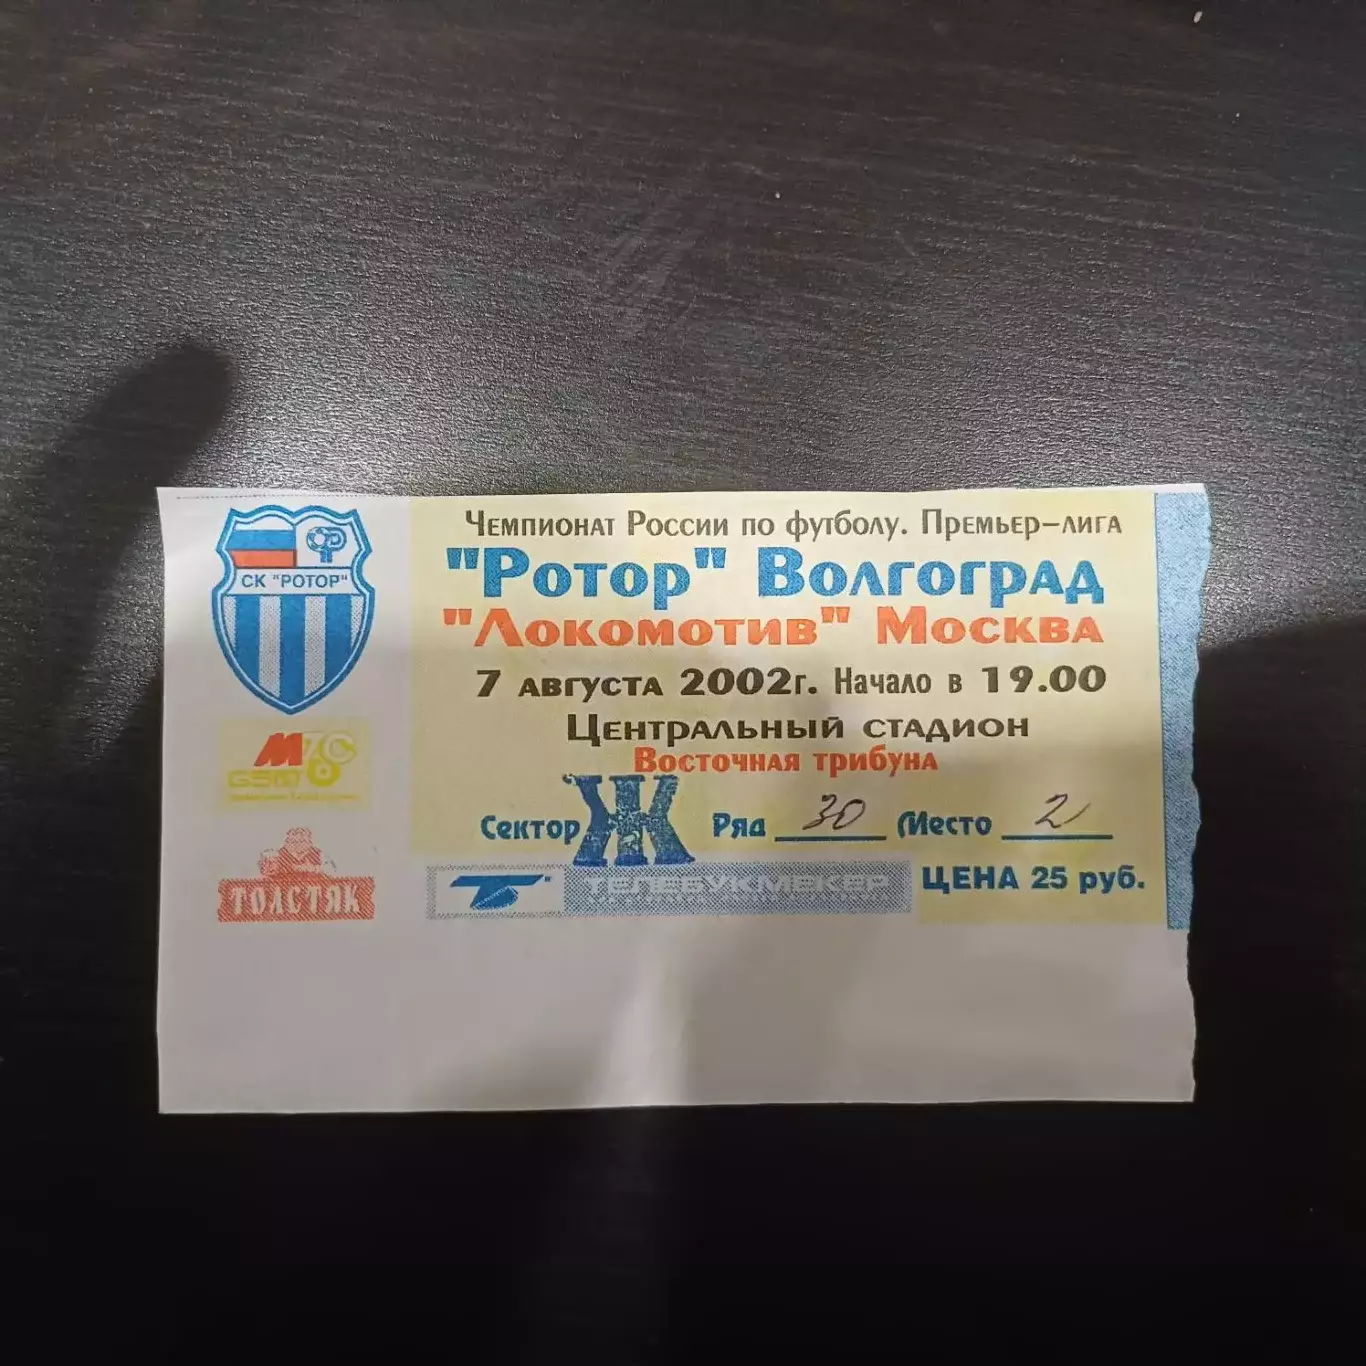 СК "РОТОР"
Чемпионат России по футболу. Премьер-лига
"Ротор" Волгоград
"Локомотив" Москва
7 августа 2002г. Начало в 19.00
Центральный стадион
Восточная трибуна
Сектор Ж Ряд 30 Место 2
GSM
ТОЛСТЯК
ТЕЛЕБУКМЕКЕР
ЦЕНА 25 руб.